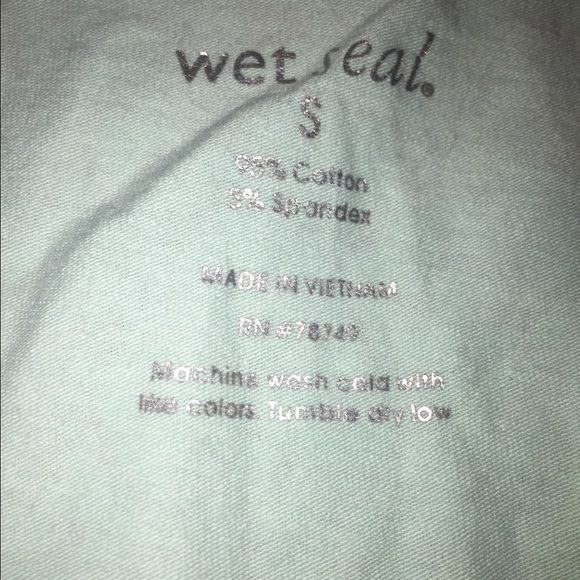 wet seal.
S
95% Cotton
5% Spandex
MADE IN VIETNAM
RN #78749
Machine wash cold with
like colors. Tumble dry low